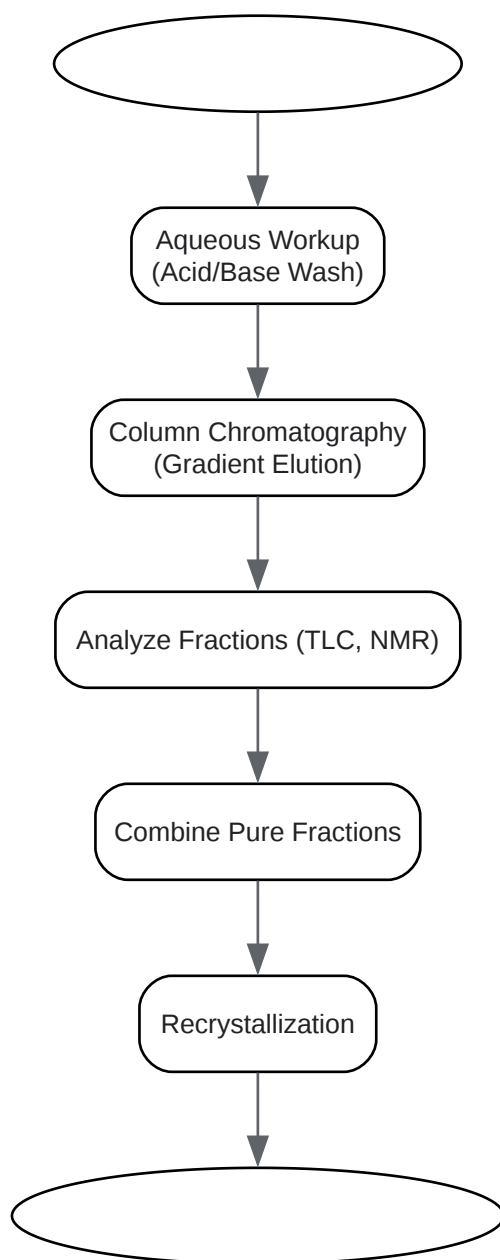 Aqueous Workup
(Acid/Base Wash)
Column Chromatography
(Gradient Elution)
Analyze Fractions (TLC, NMR)
Combine Pure Fractions
Recrystallization